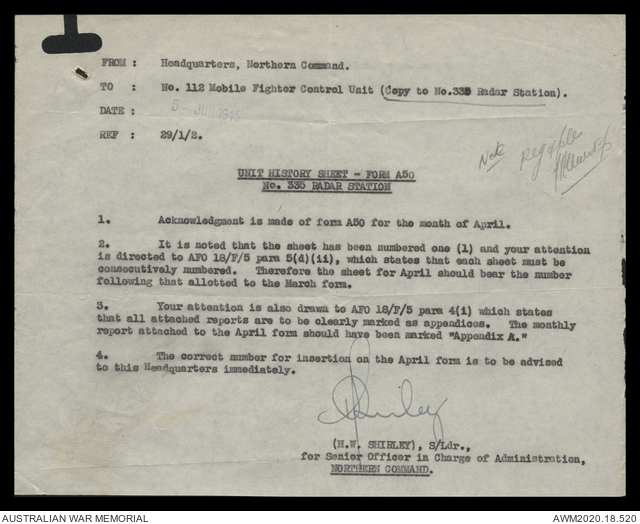 FROM : Headquarters, Northern Command.
TO : No. 112 Mobile Fighter Control Unit (Copy to No.335 Radar Station).
DATE : 5 - JUN 1945
REF : 29/1/2.
Note Reg & file
UNIT HISTORY SHEET - FORM A50
No. 335 RADAR STATION
1. Acknowledgment is made of form A50 for the month of April.
2. It is noted that the sheet has been numbered one (1) and your attention
is directed to AFO 18/F/5 para 5(d)(ii), which states that each sheet must be
consecutively numbered. Therefore the sheet for April should bear the number
following that allotted to the March form.
3. Your attention is also drawn to AFO 18/F/5 para 4(i) which states
that all attached reports are to be clearly marked as appendices. The monthly
report attached to the April form should have been marked "Appendix A."
4. The correct number for insertion on the April form is to be advised
to this Headquarters immediately.
(H.W. SHIRLEY), S/Ldr.,
for Senior Officer in Charge of Administration,
NORTHERN COMMAND.
AUSTRALIAN WAR MEMORIAL
AWM2020.18.520